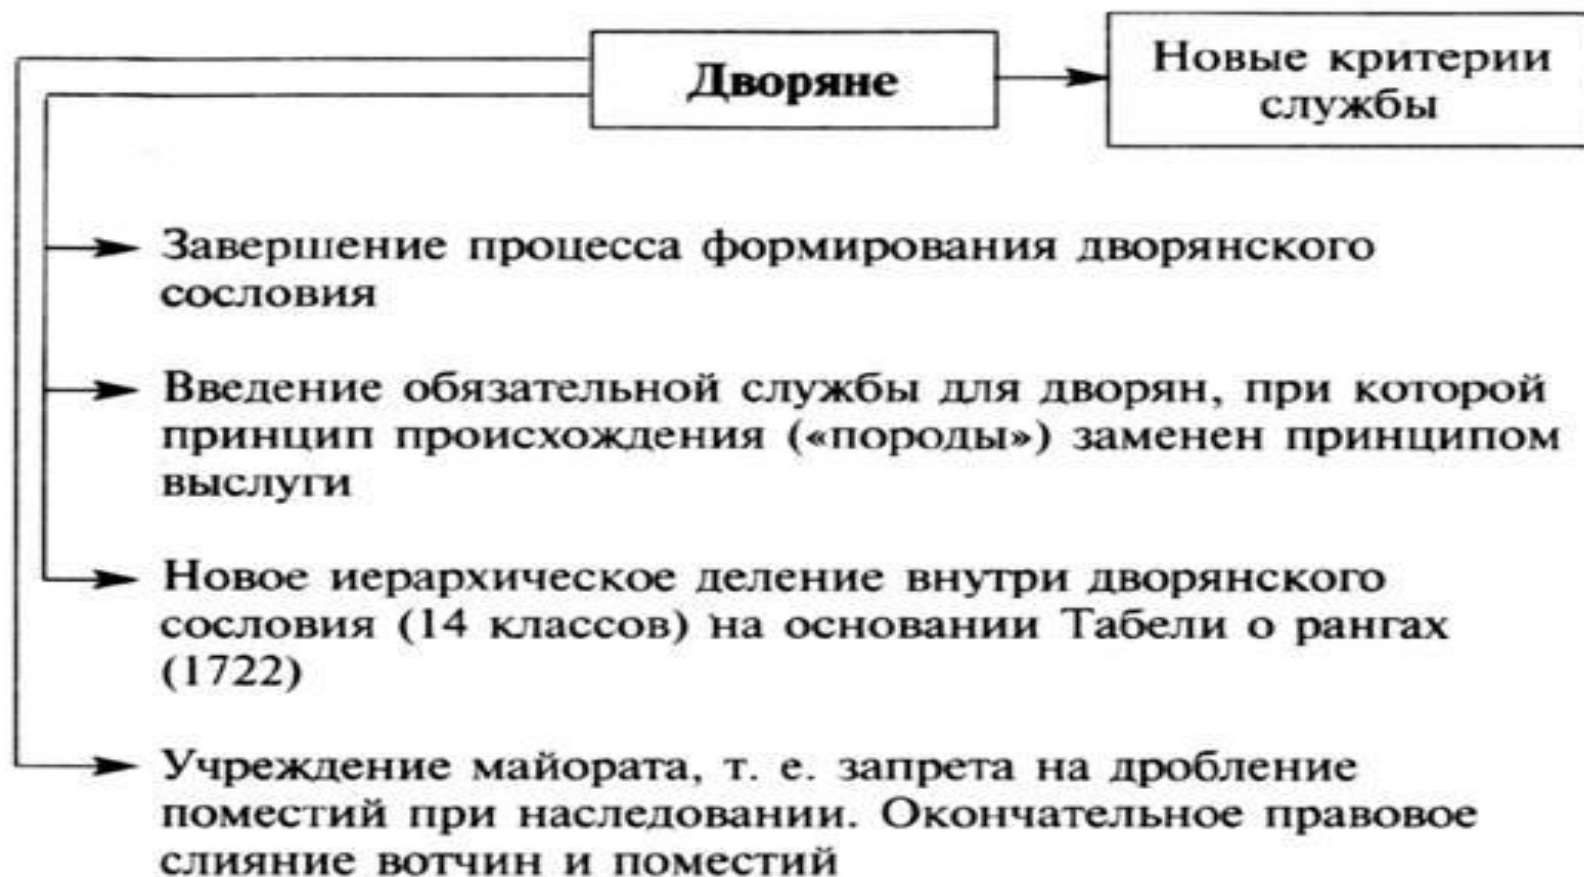 Дворяне
Новые критерии
службы
Завершение процесса формирования дворянского
сословия
Введение обязательной службы для дворян, при которой
принцип происхождения («породы») заменен принципом
выслуги
Новое иерархическое деление внутри дворянского
сословия (14 классов) на основании Табели о рангах
(1722)
Учреждение майората, т. е. запрета на дробление
поместий при наследовании. Окончательное правовое
слияние вотчин и поместий